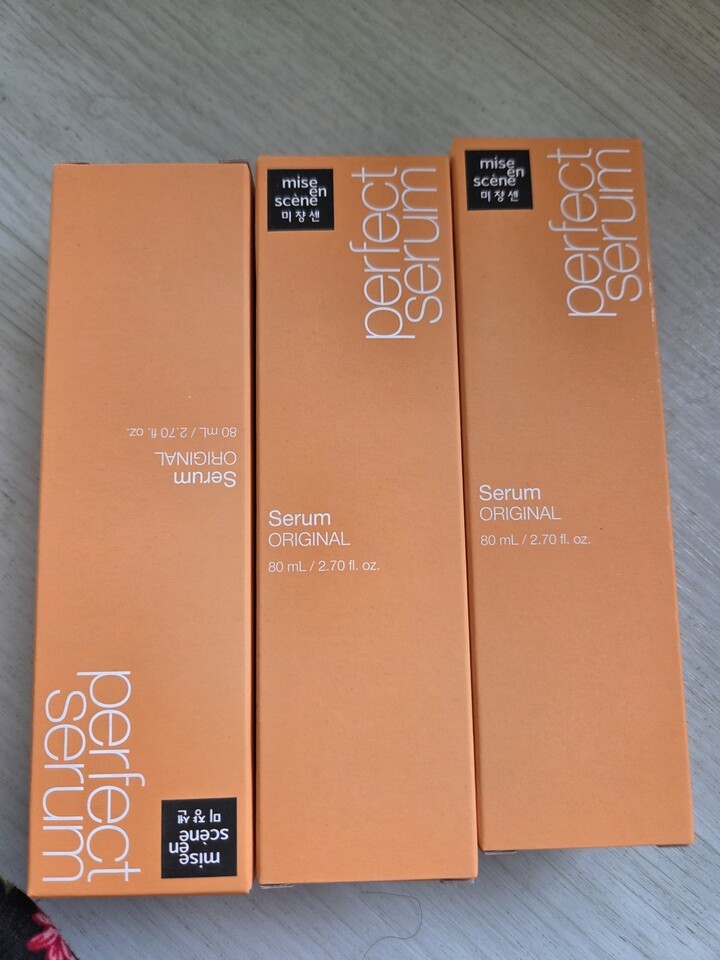 80 mL / 2.70 fl. oz.
ORIGINAL
Serum
perfect
serum
mise
en
scène
미장센
mise
en
scène
미쟝센
perfect
serum
Serum
ORIGINAL
80 mL / 2.70 fl. oz.
mise
en
scène
미쟝센
perfect
serum
Serum
ORIGINAL
80 mL / 2.70 fl. oz.